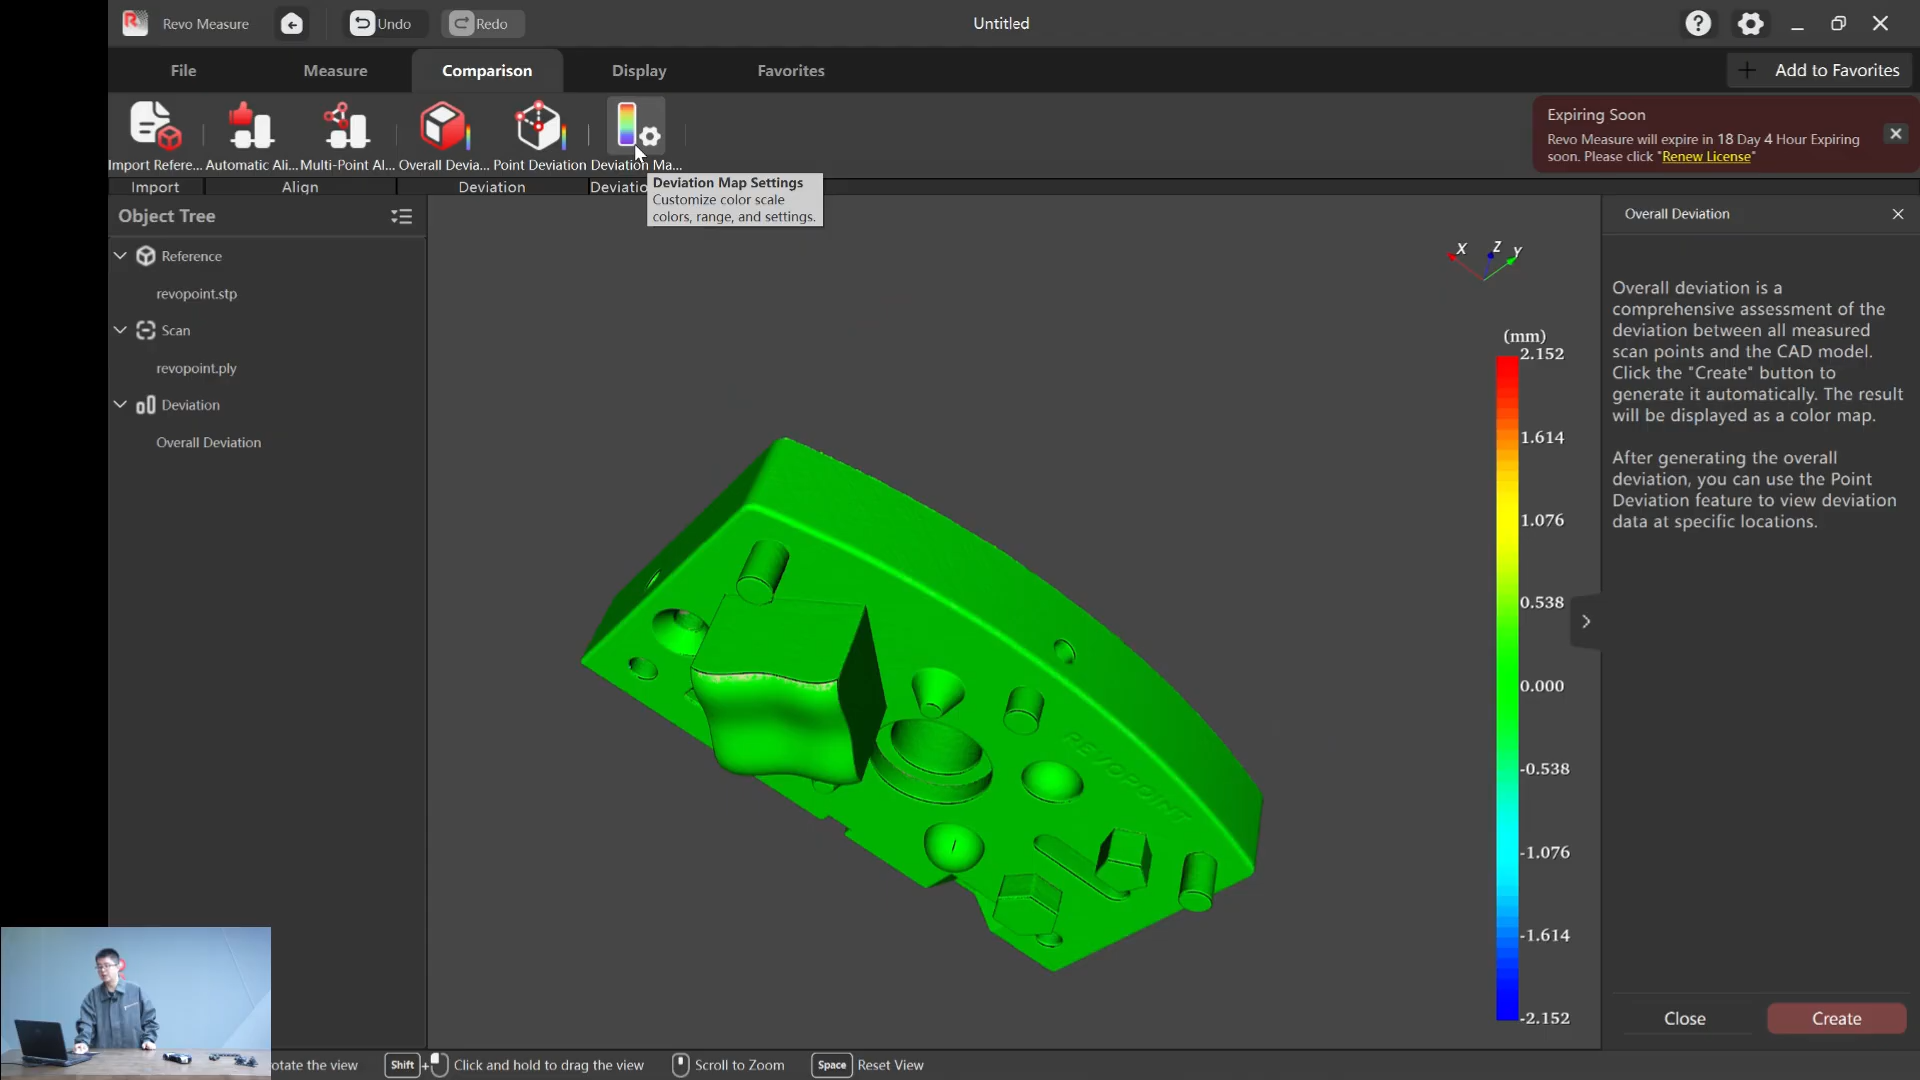 Revo Measure
Undo
Redo
Untitled
File
Measure
Comparison
Display
Favorites
Add to Favorites
Import Refere...
Automatic Ali...
Multi-Point Al...
Overall Devia...
Point Deviation
Deviation Ma...
Import
Align
Deviation
Deviatio
Deviation Map Settings
Customize color scale
colors, range, and settings.
Expiring Soon
Revo Measure will expire in 18 Day 4 Hour Expiring
soon. Please click "Renew License"
Object Tree
Reference
revopoint.stp
Scan
revopoint.ply
Deviation
Overall Deviation
X Z Y
(mm)
2.152
1.614
1.076
0.538
0.000
-0.538
-1.076
-1.614
-2.152
REVOPOINT
Overall Deviation
Overall deviation is a
comprehensive assessment of the
deviation between all measured
scan points and the CAD model.
Click the "Create" button to
generate it automatically. The result
will be displayed as a color map.
After generating the overall
deviation, you can use the Point
Deviation feature to view deviation
data at specific locations.
Close
Create
otate the view
Shift + Click and hold to drag the view
Scroll to Zoom
Space Reset View